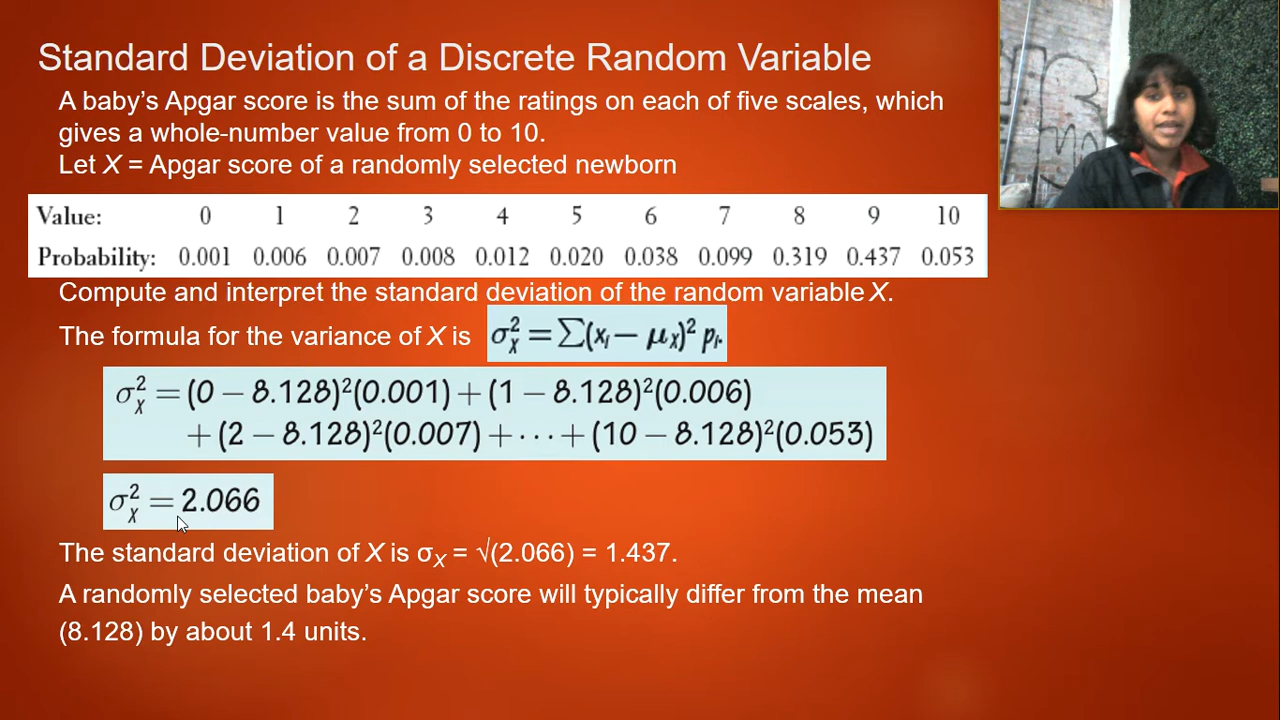 Standard Deviation of a Discrete Random Variable
A baby’s Apgar score is the sum of the ratings on each of five scales, which
gives a whole-number value from 0 to 10.
Let X = Apgar score of a randomly selected newborn
Value: 0 1 2 3 4 5 6 7 8 9 10
Probability: 0.001 0.006 0.007 0.008 0.012 0.020 0.038 0.099 0.319 0.437 0.053
Compute and interpret the standard deviation of the random variable X.
The formula for the variance of X is σ²_X = ∑(xᵢ − μ_X)² pᵢ.
σ²_X = (0 − 8.128)²(0.001) + (1 − 8.128)²(0.006)
+ (2 − 8.128)²(0.007) + ··· + (10 − 8.128)²(0.053)
σ²_X = 2.066
The standard deviation of X is σ_X = √(2.066) = 1.437.
A randomly selected baby’s Apgar score will typically differ from the mean
(8.128) by about 1.4 units.